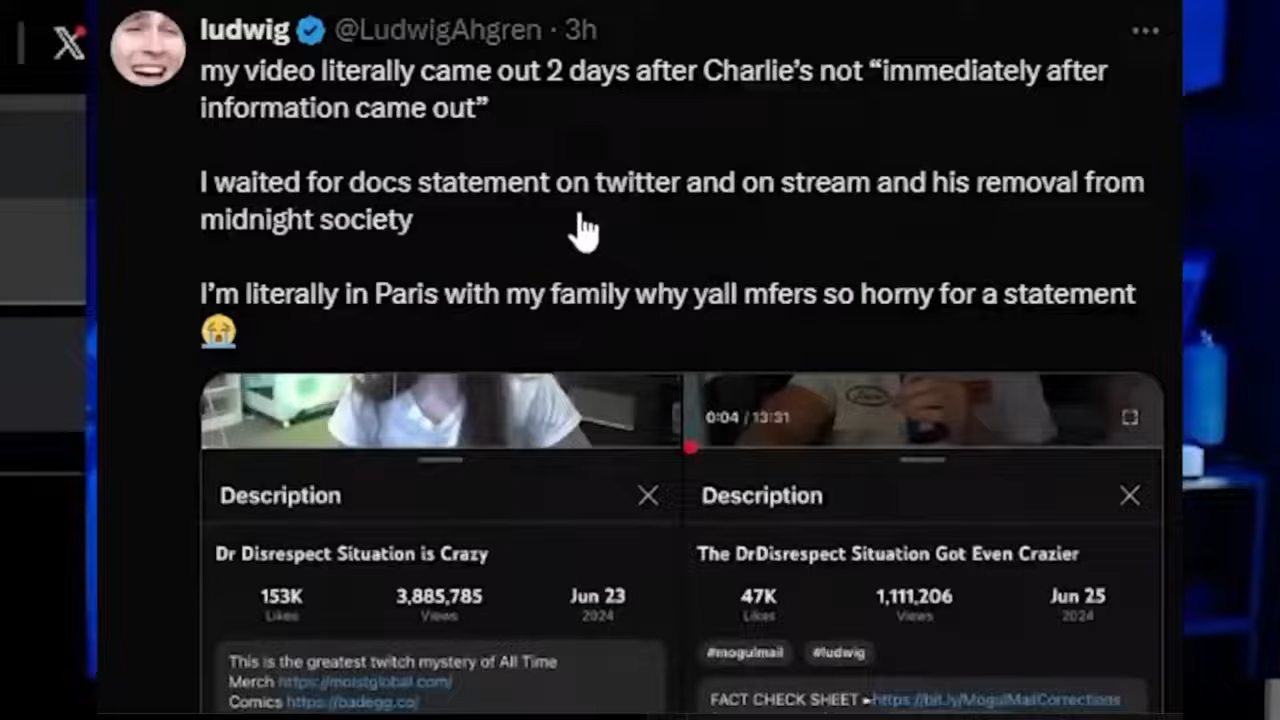 ludwig @LudwigAhgren · 3h
my video literally came out 2 days after Charlie's not “immediately after
information came out”
I waited for docs statement on twitter and on stream and his removal from
midnight society
I'm literally in Paris with my family why yall mfers so horny for a statement
😭
0:04 / 13:31
Description
Description
Dr Disrespect Situation is Crazy
The DrDisrespect Situation Got Even Crazier
153K 3,885,785 Jun 23
Likes Views 2024
47K 1,111,206 Jun 25
Likes Views 2024
#mogulmail #ludwig
This is the greatest twitch mystery of All Time
Merch https://moistglobal.com/
Comics https://badegg.co/
FACT CHECK SHEET ►https://bit.ly/MogulMailCorrections